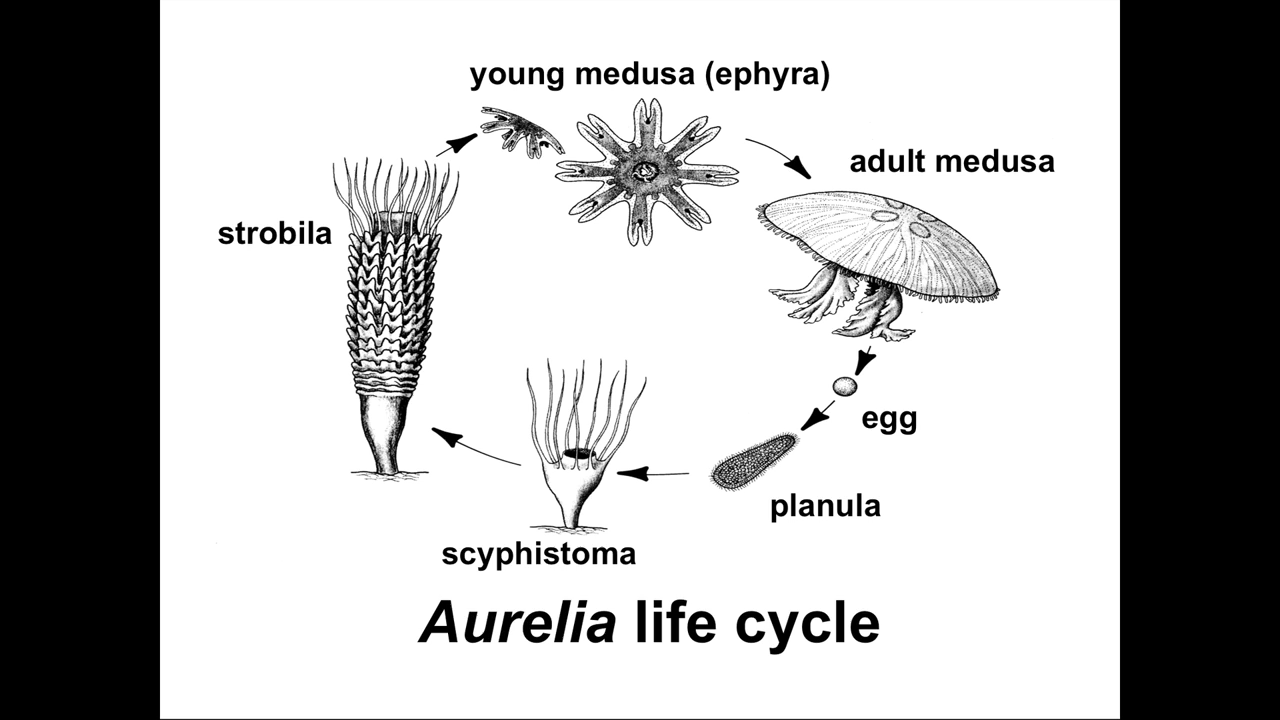 young medusa (ephyra)
adult medusa
strobila
egg
planula
scyphistoma
Aurelia life cycle